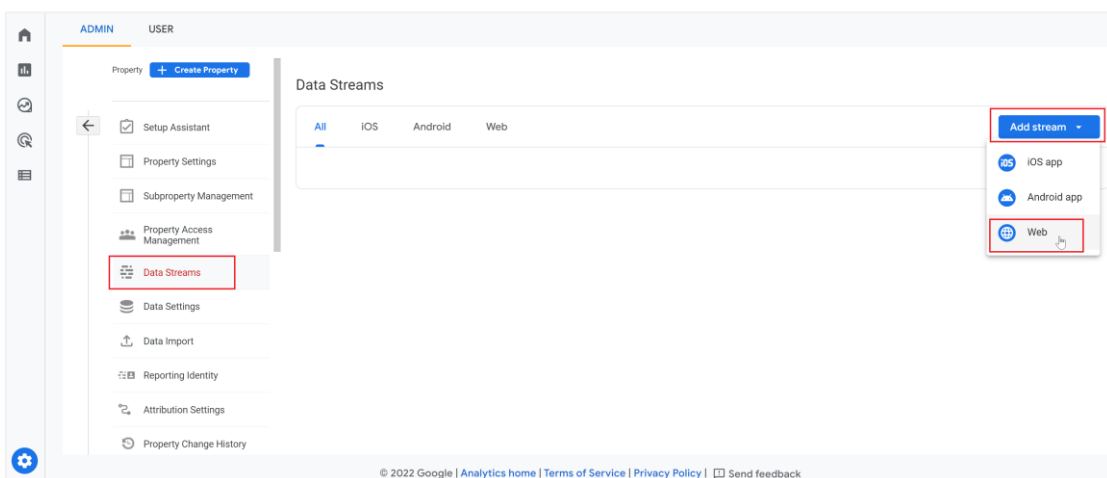 ADMIN USER
Property + Create Property
Data Streams
All iOS Android Web
Add stream
iOS iOS app
Android app
Web
Setup Assistant
Property Settings
Subproperty Management
Property Access
Management
Data Streams
Data Settings
Data Import
Reporting Identity
Attribution Settings
Property Change History
© 2022 Google | Analytics home | Terms of Service | Privacy Policy | Send feedback